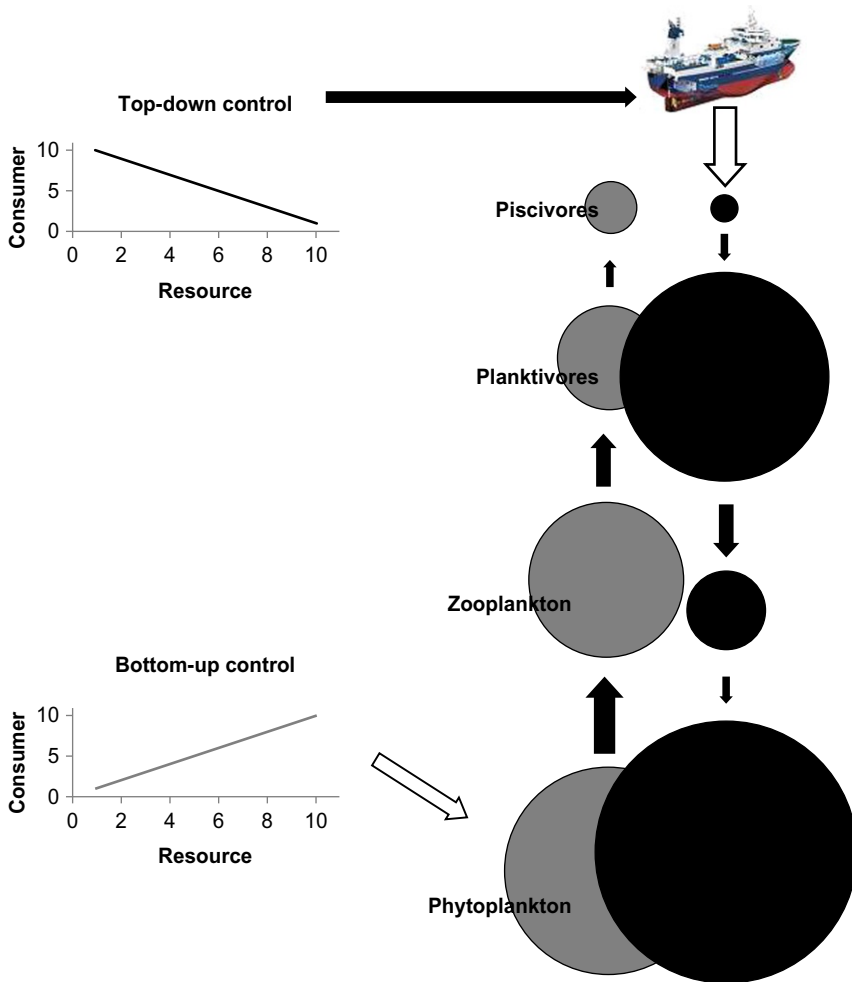 Top-down control
10
5
0
Consumer
0 2 4 6 8 10
Resource
Piscivores
Planktivores
Zooplankton
Bottom-up control
10
5
0
Consumer
0 2 4 6 8 10
Resource
Phytoplankton